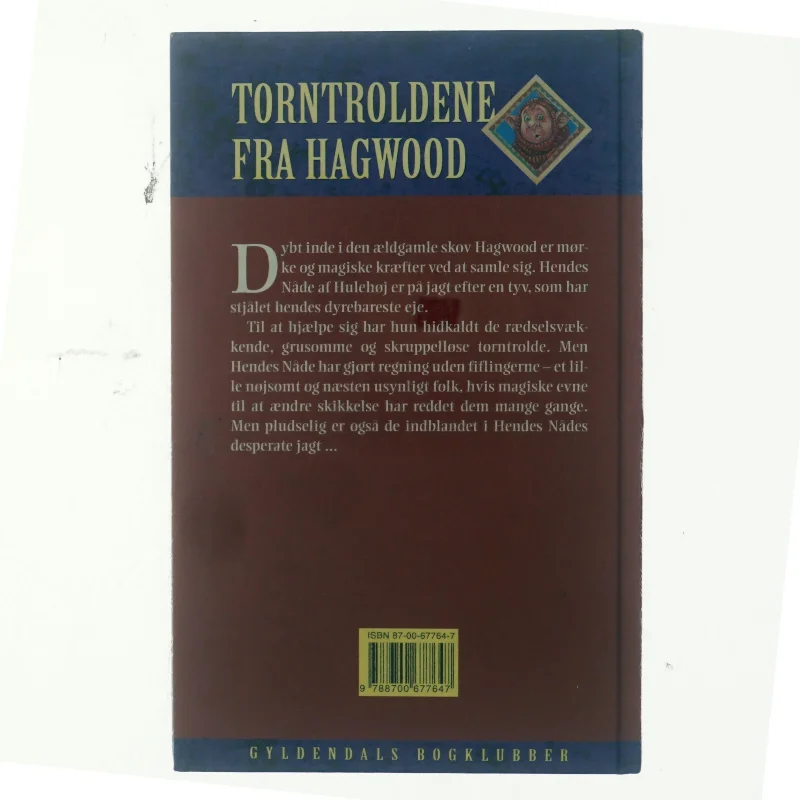 TORNTROLDENE
FRA HAGWOOD
Dybt inde i den ældgamle skov Hagwood er mør-
ke og magiske kræfter ved at samle sig. Hendes
Nåde af Hulehøj er på jagt efter en tyv, som har
stjålet hendes dyrebareste eje.
Til at hjælpe sig har hun hidkaldt de rædselsvæk-
kende, grusomme og skruppelløse torntrolde. Men
Hendes Nåde har gjort regning uden fiflingerne – et lil-
le nøjsomt og næsten usynligt folk, hvis magiske evne
til at ændre skikkelse har reddet dem mange gange.
Men pludselig er også de indblandet i Hendes Nådes
desperate jagt ...
ISBN 87-00-67764-7
9 788700 677647
GYLDENDALS BOGKLUBBER